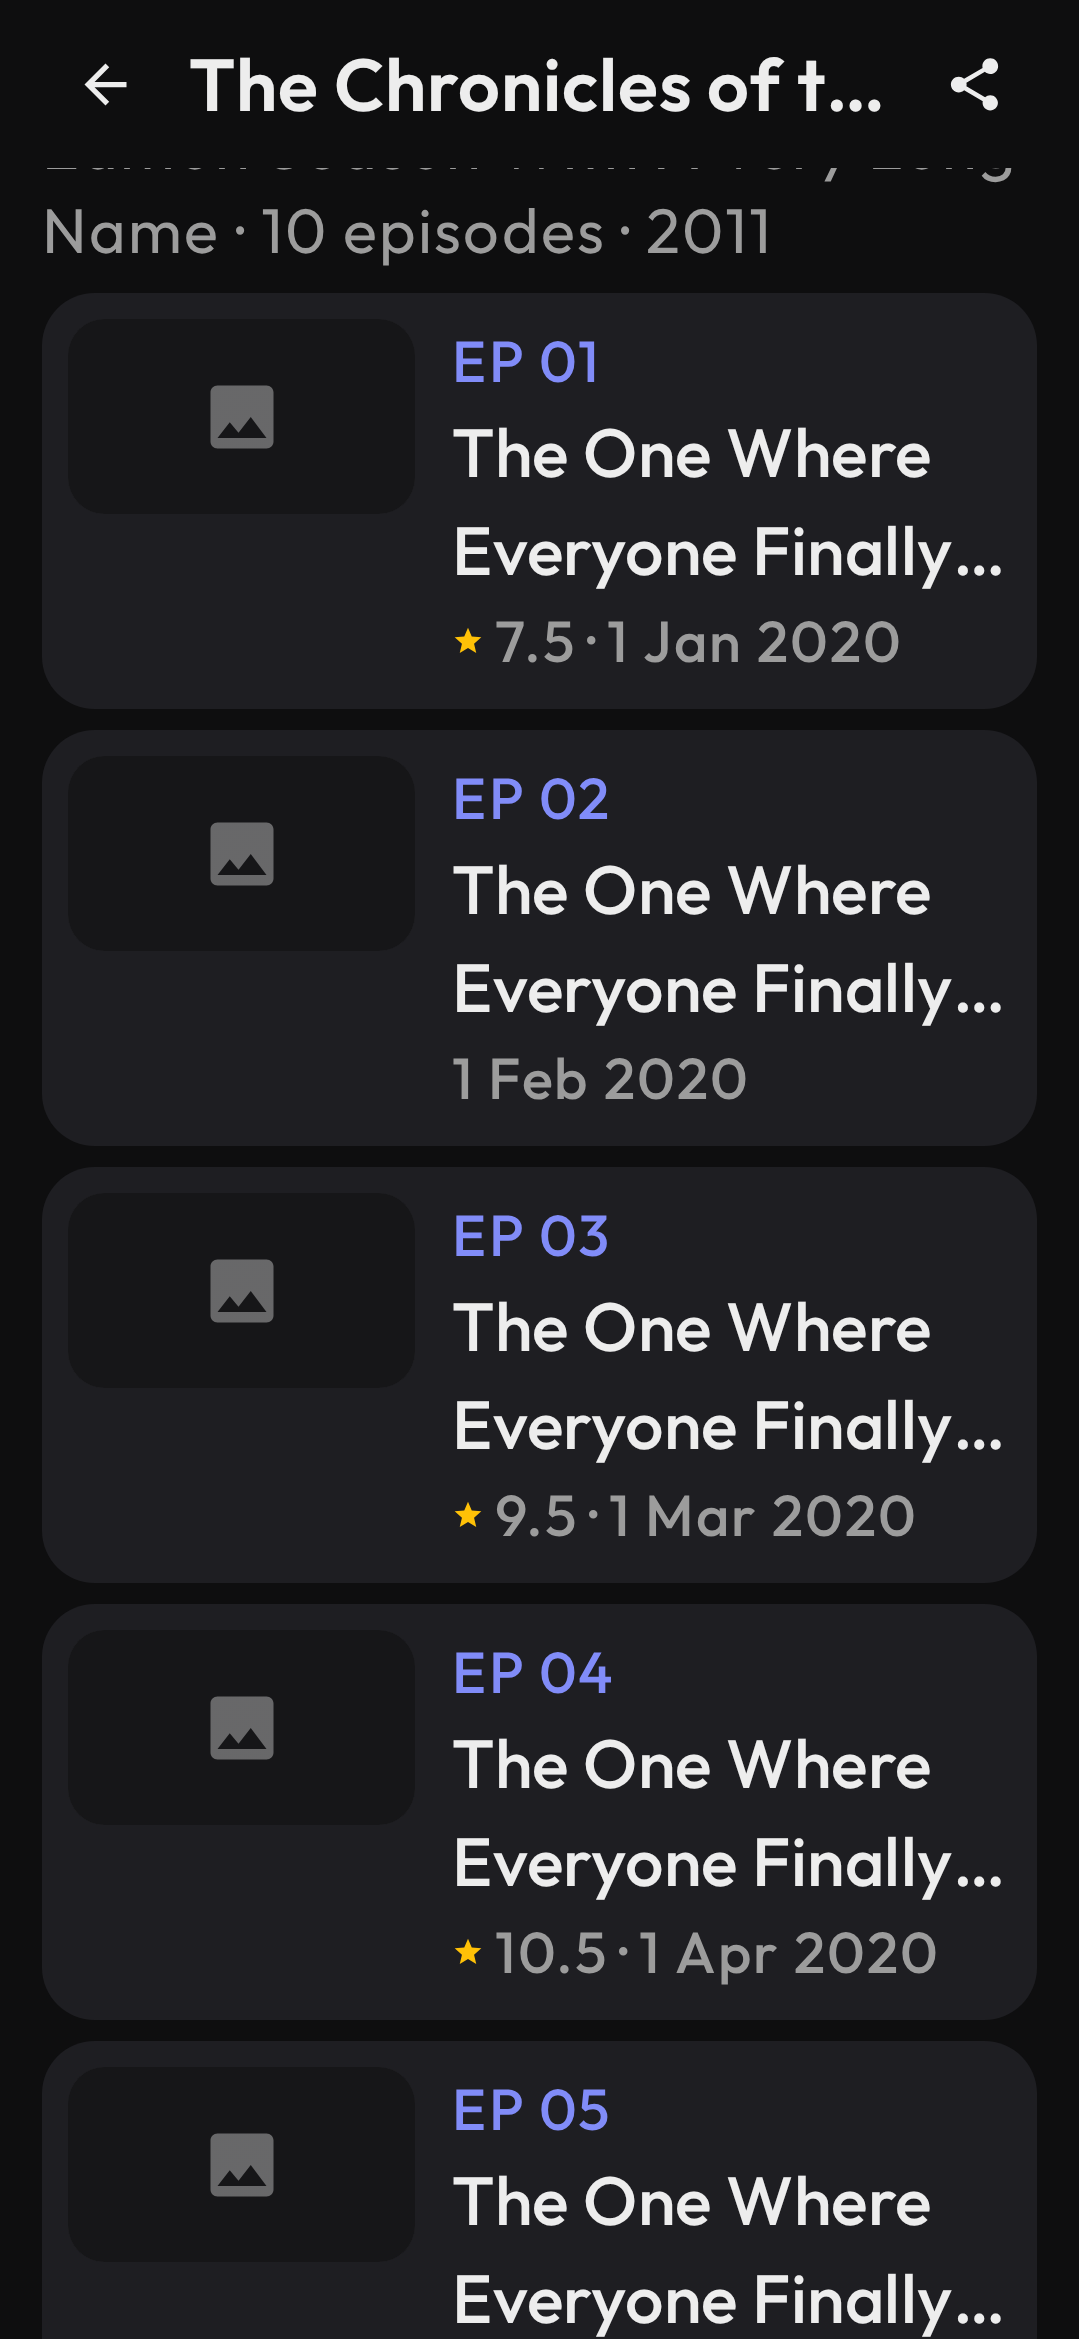 The Chronicles of t...
Name · 10 episodes · 2011
EP 01
The One Where
Everyone Finally...
7.5 · 1 Jan 2020
EP 02
The One Where
Everyone Finally...
1 Feb 2020
EP 03
The One Where
Everyone Finally...
9.5 · 1 Mar 2020
EP 04
The One Where
Everyone Finally...
10.5 · 1 Apr 2020
EP 05
The One Where
Everyone Finally...